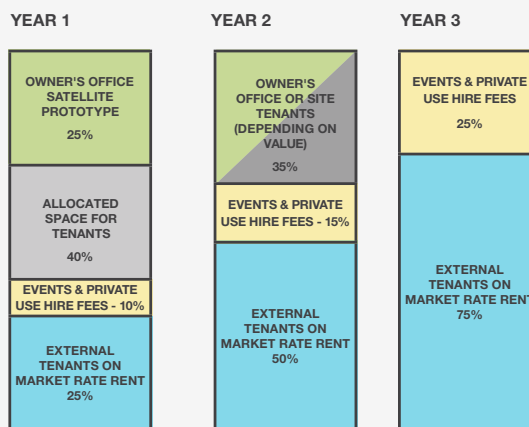 YEAR 1
OWNER'S OFFICE
SATELLITE
PROTOTYPE
25%
ALLOCATED
SPACE FOR
TENANTS
40%
EVENTS & PRIVATE
USE HIRE FEES - 10%
EXTERNAL
TENANTS ON
MARKET RATE RENT
25%
YEAR 2
OWNER'S
OFFICE OR SITE
TENANTS
(DEPENDING ON
VALUE)
35%
EVENTS & PRIVATE
USE HIRE FEES - 15%
EXTERNAL
TENANTS ON
MARKET RATE RENT
50%
YEAR 3
EVENTS & PRIVATE
USE HIRE FEES
25%
EXTERNAL
TENANTS ON
MARKET RATE RENT
75%